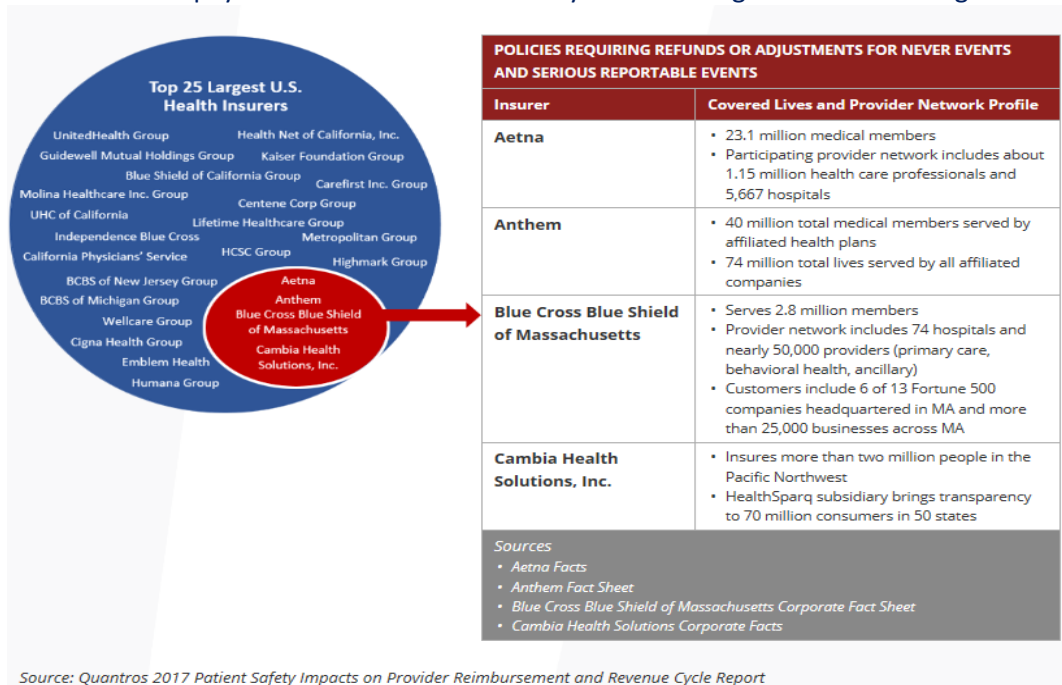 Top 25 Largest U.S.
Health Insurers
UnitedHealth Group
Health Net of California, Inc.
Guidewell Mutual Holdings Group
Kaiser Foundation Group
Blue Shield of California Group
Carefirst Inc. Group
Molina Healthcare Inc. Group
Centene Corp Group
UHC of California
Lifetime Healthcare Group
Independence Blue Cross
Metropolitan Group
California Physicians' Service
HCSC Group
Highmark Group
BCBS of New Jersey Group
BCBS of Michigan Group
Wellcare Group
Cigna Health Group
Emblem Health
Humana Group
Aetna
Anthem
Blue Cross Blue Shield
of Massachusetts
Cambia Health
Solutions, Inc.
POLICIES REQUIRING REFUNDS OR ADJUSTMENTS FOR NEVER EVENTS
AND SERIOUS REPORTABLE EVENTS
Insurer
Covered Lives and Provider Network Profile
Aetna
• 23.1 million medical members
• Participating provider network includes about
1.15 million health care professionals and
5,667 hospitals
Anthem
• 40 million total medical members served by
affiliated health plans
• 74 million total lives served by all affiliated
companies
Blue Cross Blue Shield
of Massachusetts
• Serves 2.8 million members
• Provider network includes 74 hospitals and
nearly 50,000 providers (primary care,
behavioral health, ancillary)
• Customers include 6 of 13 Fortune 500
companies headquartered in MA and more
than 25,000 businesses across MA
Cambia Health
Solutions, Inc.
• Insures more than two million people in the
Pacific Northwest
• HealthSparq subsidiary brings transparency
to 70 million consumers in 50 states
Sources
• Aetna Facts
• Anthem Fact Sheet
• Blue Cross Blue Shield of Massachusetts Corporate Fact Sheet
• Cambia Health Solutions Corporate Facts
Source: Quantros 2017 Patient Safety Impacts on Provider Reimbursement and Revenue Cycle Report